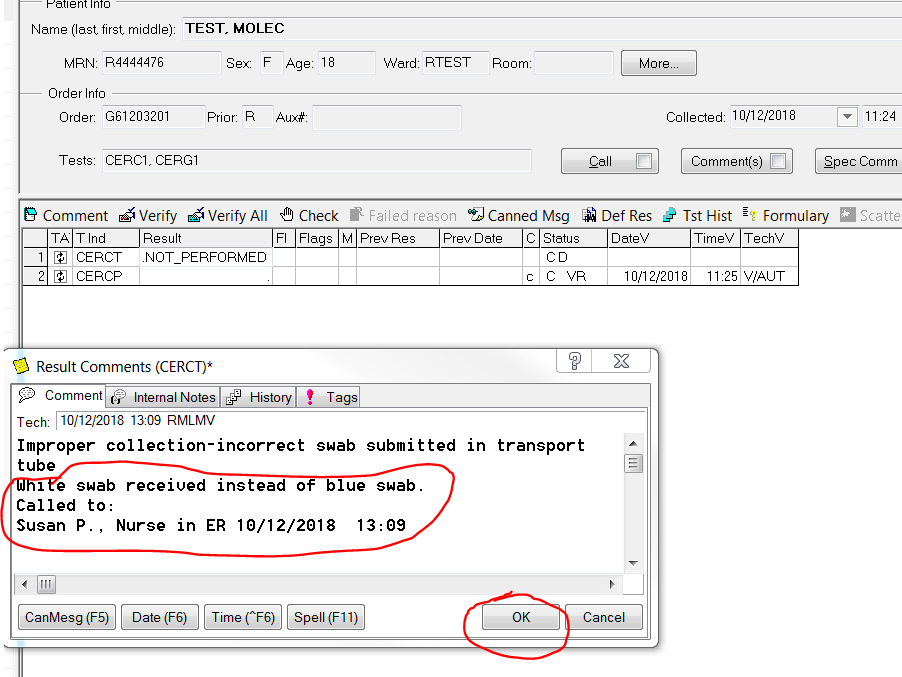 Patient Info
Name (last, first, middle): TEST, MOLEC
MRN: R4444476 Sex: F Age: 18 Ward: RTEST Room: More...
Order Info
Order: G61203201 Prior: R Aux#: Collected: 10/12/2018 11:24
Tests: CERC1, CERG1 Call Comment(s) Spec Comm
Comment Verify Verify All Check Failed reason Canned Msg Def Res Tst Hist Formulary Scatte
TA T Ind Result Fl Flags M Prev Res Prev Date C Status DateV TimeV TechV
1 CERCT .NOT_PERFORMED C D
2 CERCP . c C VR 10/12/2018 11:25 V/AUT
Result Comments (CERCT)*
Comment Internal Notes History Tags
Tech: 10/12/2018 13:09 RMLMV
Improper collection-incorrect swab submitted in transport
tube
White swab received instead of blue swab.
Called to:
Susan P., Nurse in ER 10/12/2018 13:09
CanMesg (F5) Date (F6) Time (^F6) Spell (F11) OK Cancel